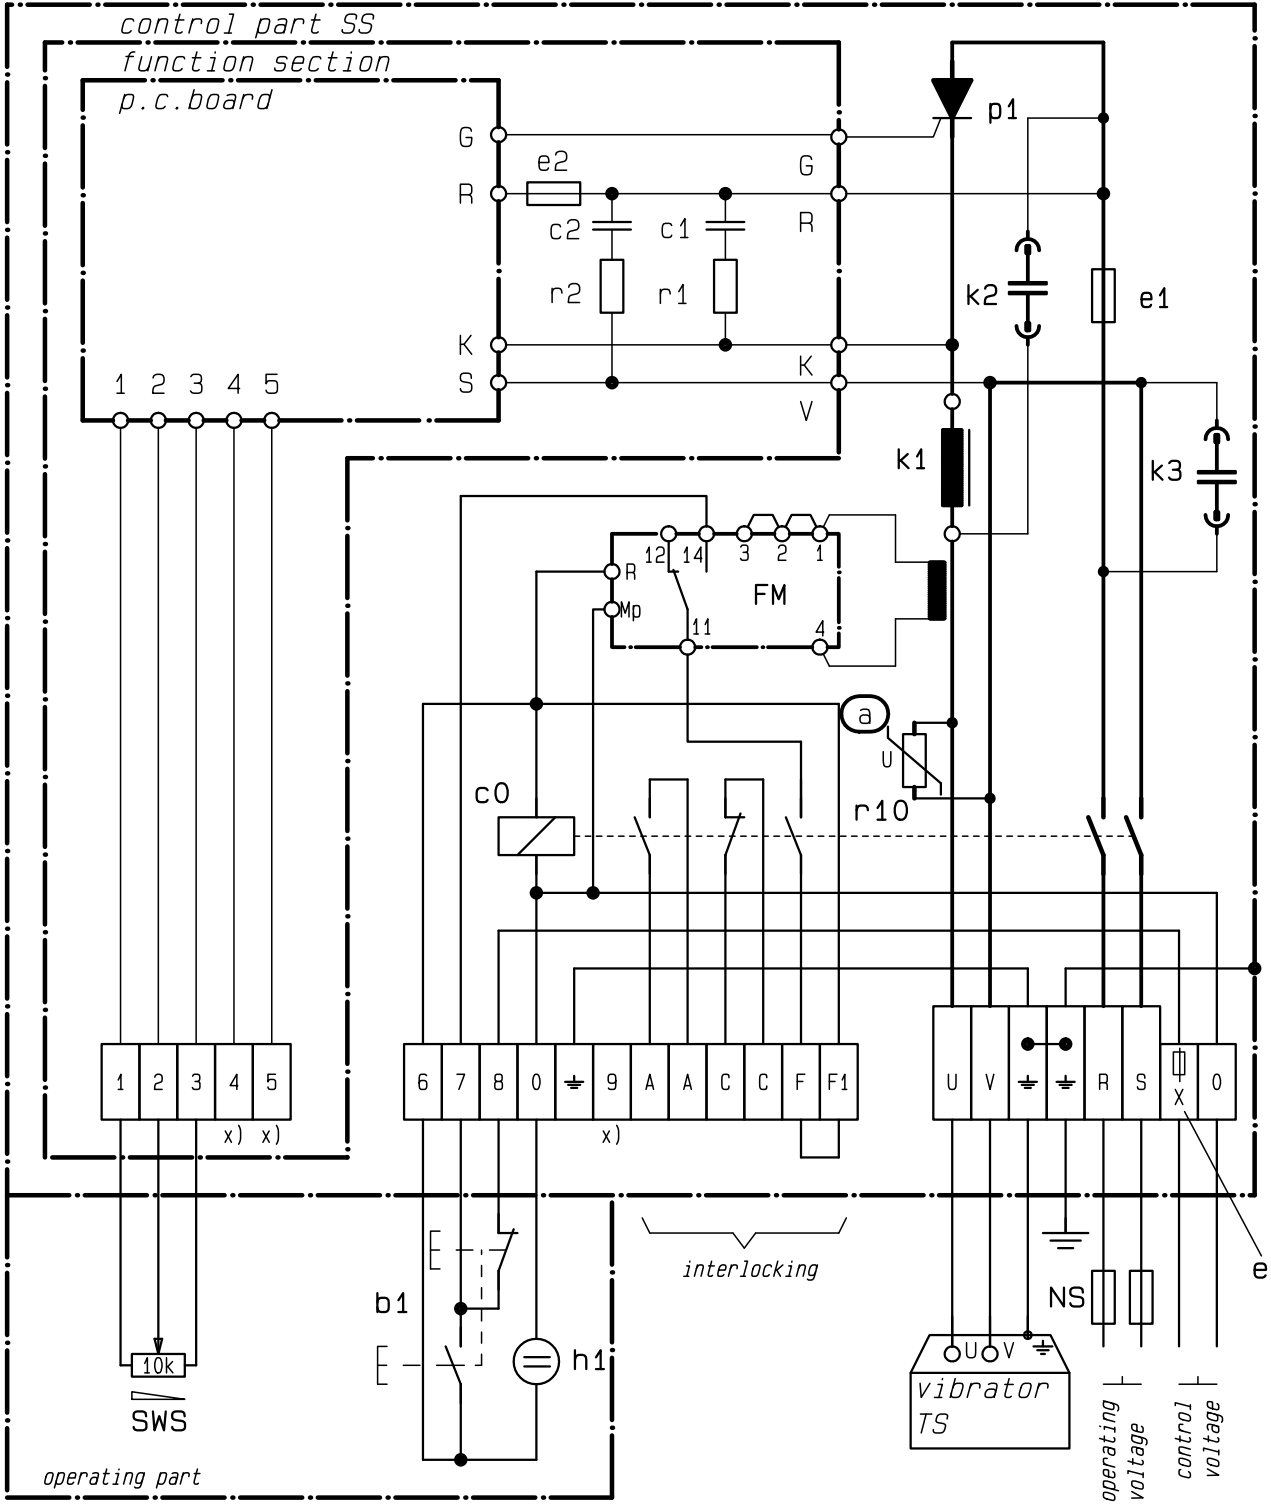 control part SS
function section
p.c.board
p1
G
e2
G
R
R
c2
c1
k2
r2
r1
e1
K
K
1 2 3 4 5
S
V
k1
k3
12 14 3 2 1
R
FM
Mp
11
4
a
U
c0
r10
1 2 3 4 5
6 7 8 0 9 A A C C F F1
U V R S X 0
x) x)
x)
interlocking
e
b1
NS
h1
10k
U V
SWS
vibrator
TS
operating
voltage
control
voltage
operating part